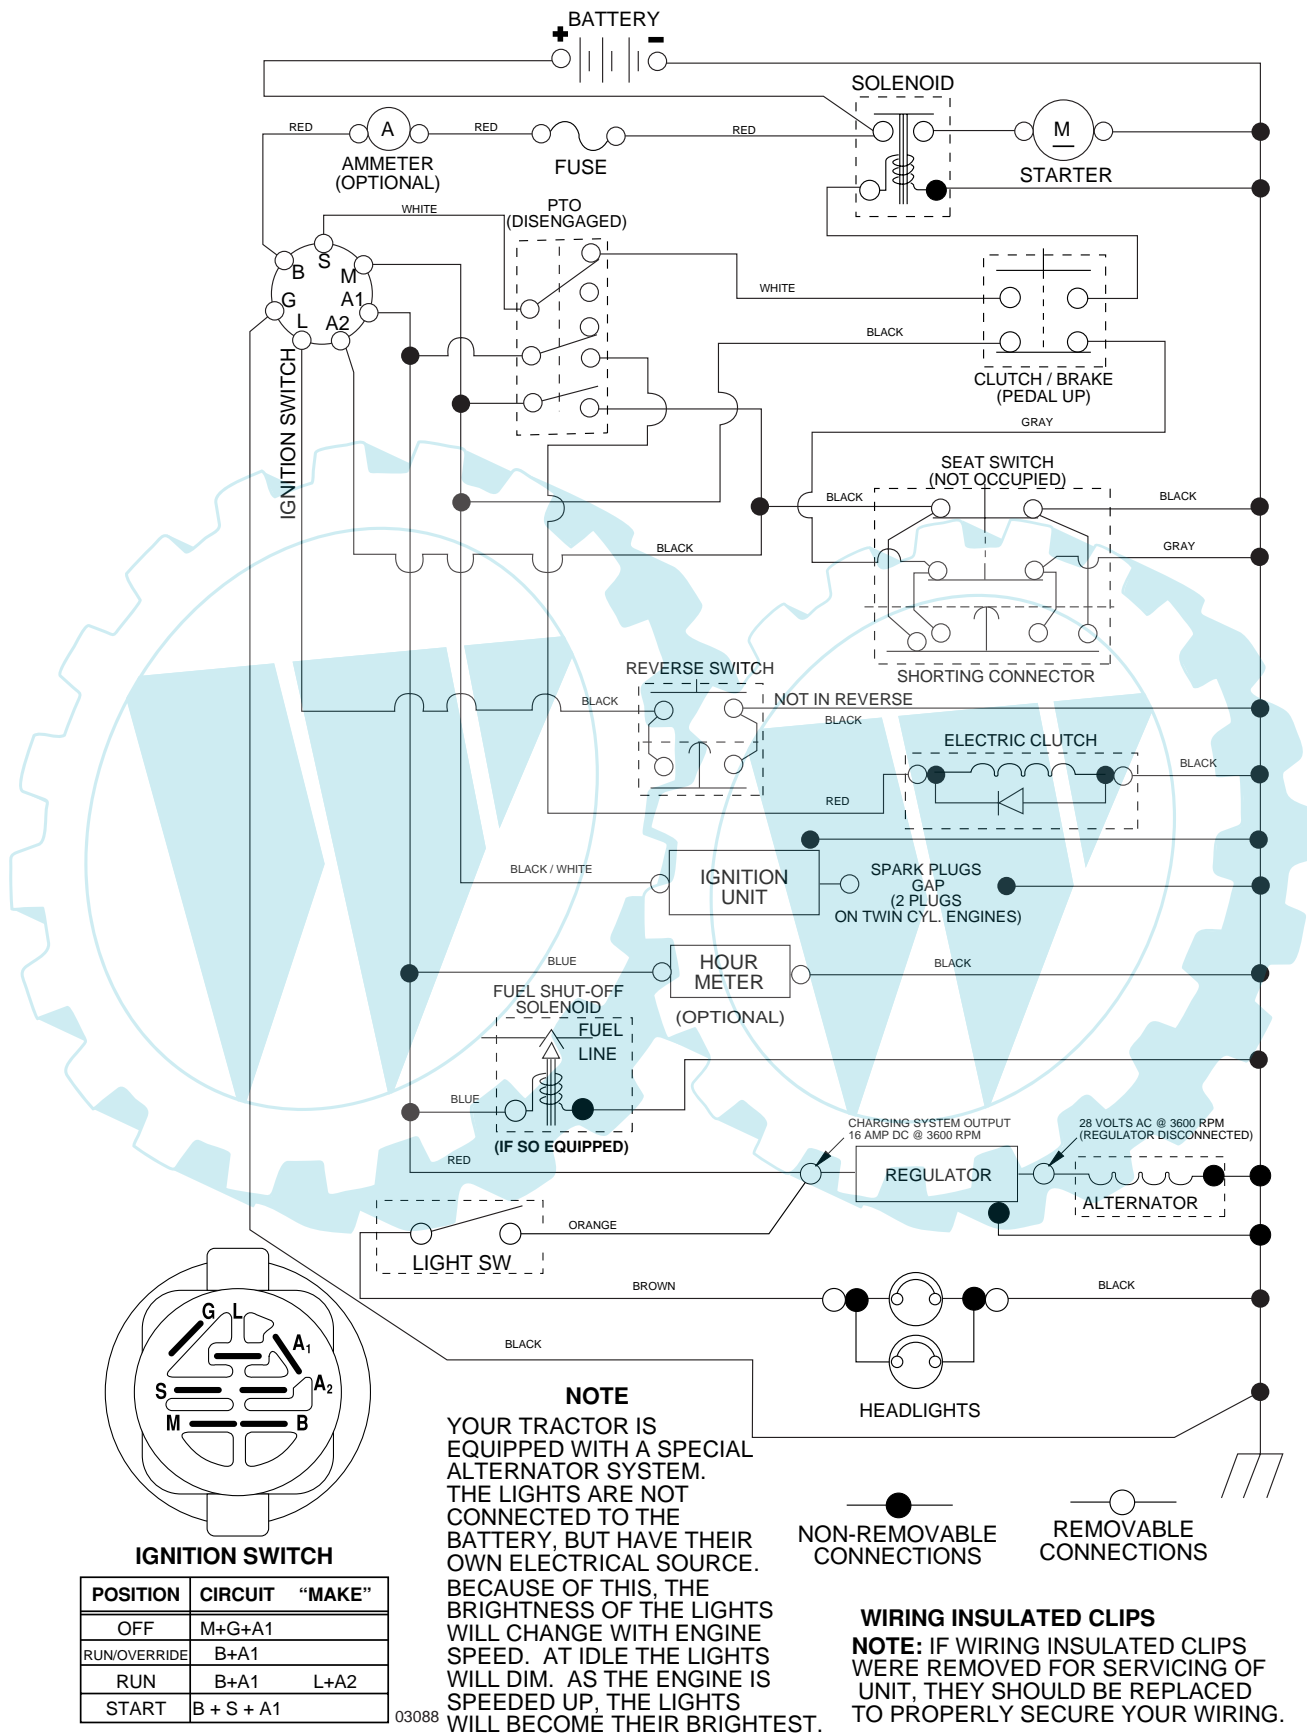 BATTERY
+ −
SOLENOID
RED
A
RED
RED
M
AMMETER
(OPTIONAL)
FUSE
STARTER
WHITE
PTO
(DISENGAGED)
B
S
M
G
A1
L
A2
IGNITION SWITCH
WHITE
BLACK
CLUTCH / BRAKE
(PEDAL UP)
GRAY
SEAT SWITCH
(NOT OCCUPIED)
BLACK
BLACK
BLACK
GRAY
SHORTING CONNECTOR
REVERSE SWITCH
BLACK
NOT IN REVERSE
BLACK
ELECTRIC CLUTCH
BLACK
RED
BLACK / WHITE
IGNITION
UNIT
SPARK PLUGS
GAP
(2 PLUGS
ON TWIN CYL. ENGINES)
BLUE
HOUR
METER
BLACK
(OPTIONAL)
FUEL SHUT-OFF
SOLENOID
FUEL
LINE
BLUE
(IF SO EQUIPPED)
CHARGING SYSTEM OUTPUT
16 AMP DC @ 3600 RPM
28 VOLTS AC @ 3600 RPM
(REGULATOR DISCONNECTED)
RED
REGULATOR
ALTERNATOR
ORANGE
LIGHT SW
BROWN
BLACK
BLACK
HEADLIGHTS
G L
A1
A2
S
M
B
IGNITION SWITCH
POSITION CIRCUIT “MAKE”
OFF M+G+A1
RUN/OVERRIDE B+A1
RUN B+A1 L+A2
START B + S + A1
03088
NOTE
YOUR TRACTOR IS
EQUIPPED WITH A SPECIAL
ALTERNATOR SYSTEM.
THE LIGHTS ARE NOT
CONNECTED TO THE
BATTERY, BUT HAVE THEIR
OWN ELECTRICAL SOURCE.
BECAUSE OF THIS, THE
BRIGHTNESS OF THE LIGHTS
WILL CHANGE WITH ENGINE
SPEED. AT IDLE THE LIGHTS
WILL DIM. AS THE ENGINE IS
SPEEDED UP, THE LIGHTS
WILL BECOME THEIR BRIGHTEST.
NON-REMOVABLE
CONNECTIONS
REMOVABLE
CONNECTIONS
WIRING INSULATED CLIPS
NOTE: IF WIRING INSULATED CLIPS
WERE REMOVED FOR SERVICING OF
UNIT, THEY SHOULD BE REPLACED
TO PROPERLY SECURE YOUR WIRING.